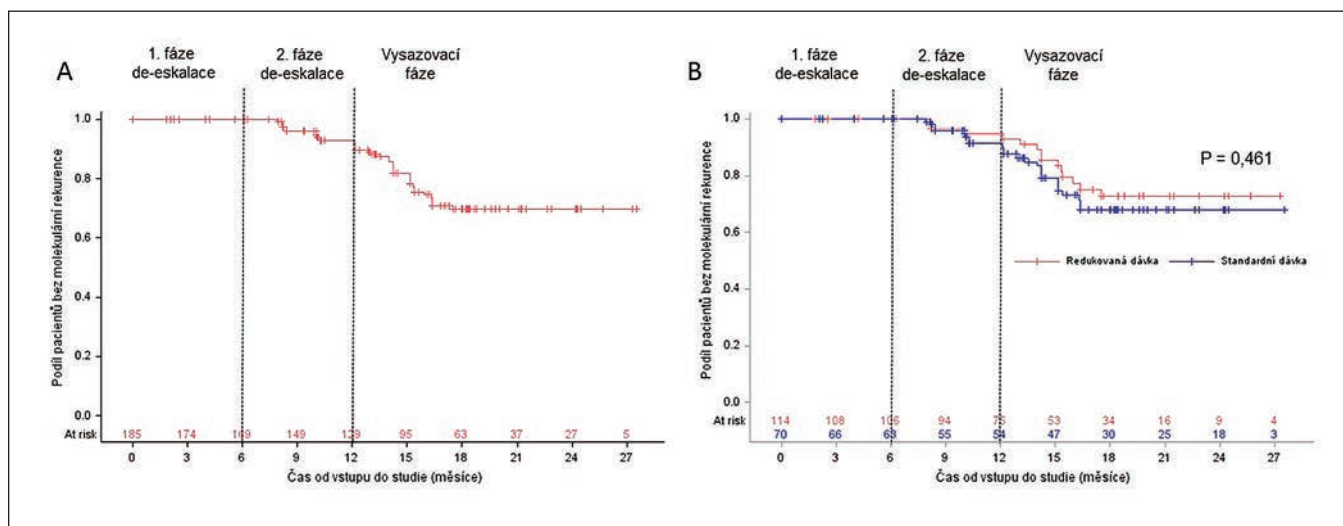 A
1. fáze
de-eskalace
2. fáze
de-eskalace
Vysazovací
fáze
Podíl pacientů bez molekulární rekurence
1.0
0.8
0.6
0.4
0.2
0.0
At risk
185 174 169 149 139 95 63 37 27 5
0 3 6 9 12 15 18 21 24 27
Čas od vstupu do studie (měsíce)
B
1. fáze
de-eskalace
2. fáze
de-eskalace
Vysazovací
fáze
Podíl pacientů bez molekulární rekurence
1.0
0.8
0.6
0.4
0.2
0.0
P = 0,461
Redukovaná dávka
Standardní dávka
At risk
114 108 106 94 53 34 16 9 4
70 66 63 55 54 47 30 25 18 3
0 3 6 9 12 15 18 21 24 27
Čas od vstupu do studie (měsíce)